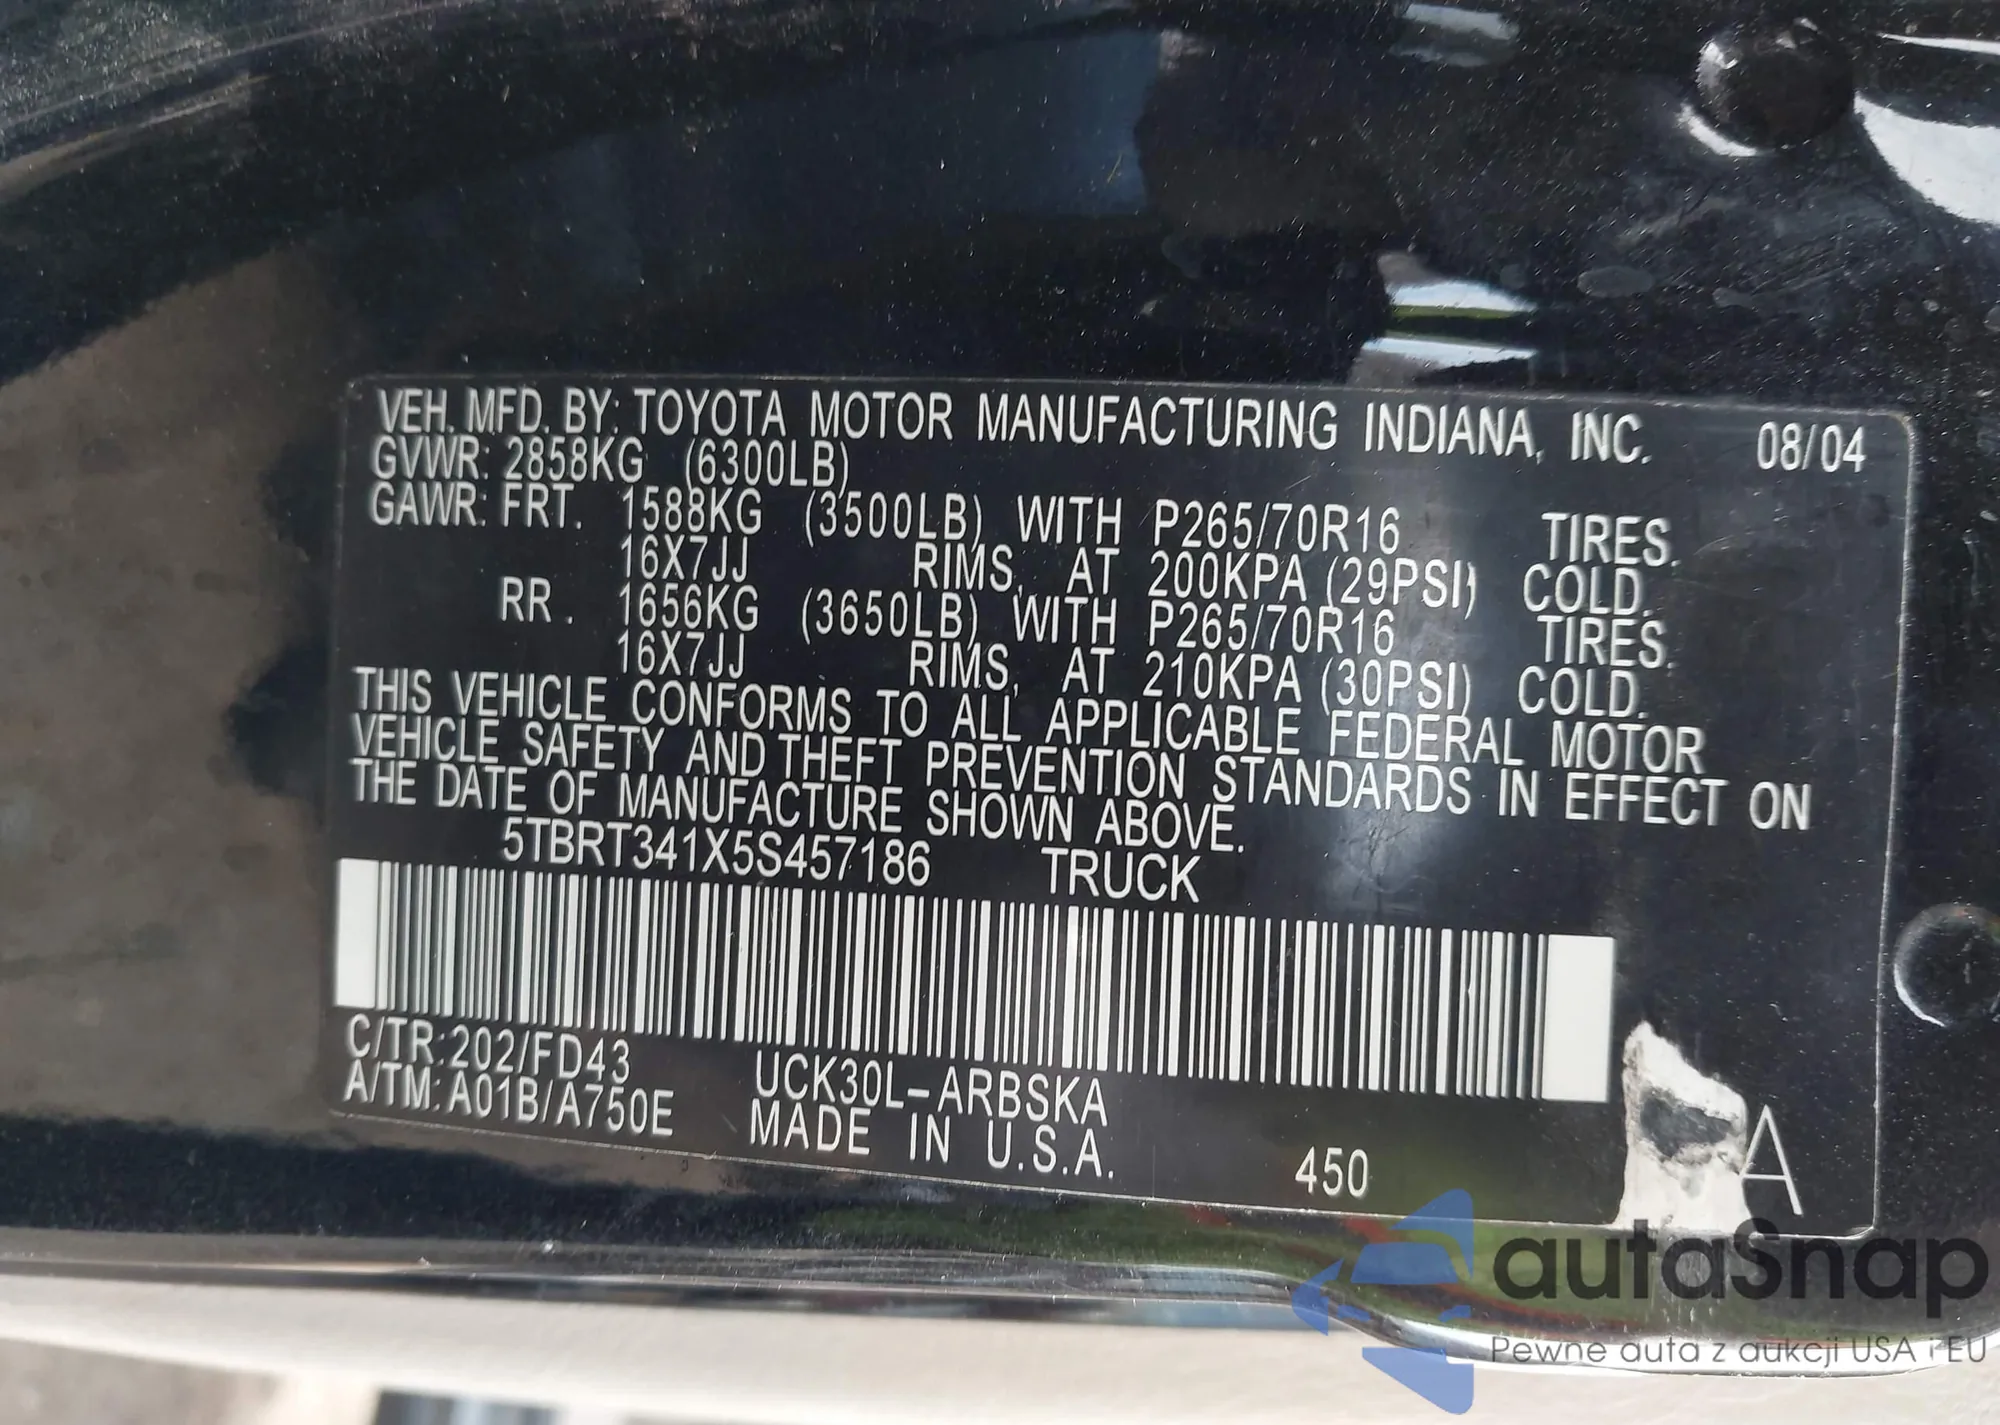 VEH. MFD. BY: TOYOTA MOTOR MANUFACTURING INDIANA, INC. 08/04
GVWR: 2858KG (6300LB)
GAWR: FRT. 1588KG (3500LB) WITH P265/70R16 TIRES.
16X7JJ RIMS, AT 200KPA (29PSI) COLD.
RR. 1656KG (3650LB) WITH P265/70R16 TIRES.
16X7JJ RIMS, AT 210KPA (30PSI) COLD.
THIS VEHICLE CONFORMS TO ALL APPLICABLE FEDERAL MOTOR
VEHICLE SAFETY AND THEFT PREVENTION STANDARDS IN EFFECT ON
THE DATE OF MANUFACTURE SHOWN ABOVE.
5TBRT341X5S457186 TRUCK
C/TR:202/FD43 UCK30L-ARBSKA
A/TM:A01B/A750E MADE IN U.S.A. 450 A
autaSnap
Pewne auta z aukcji USA i EU